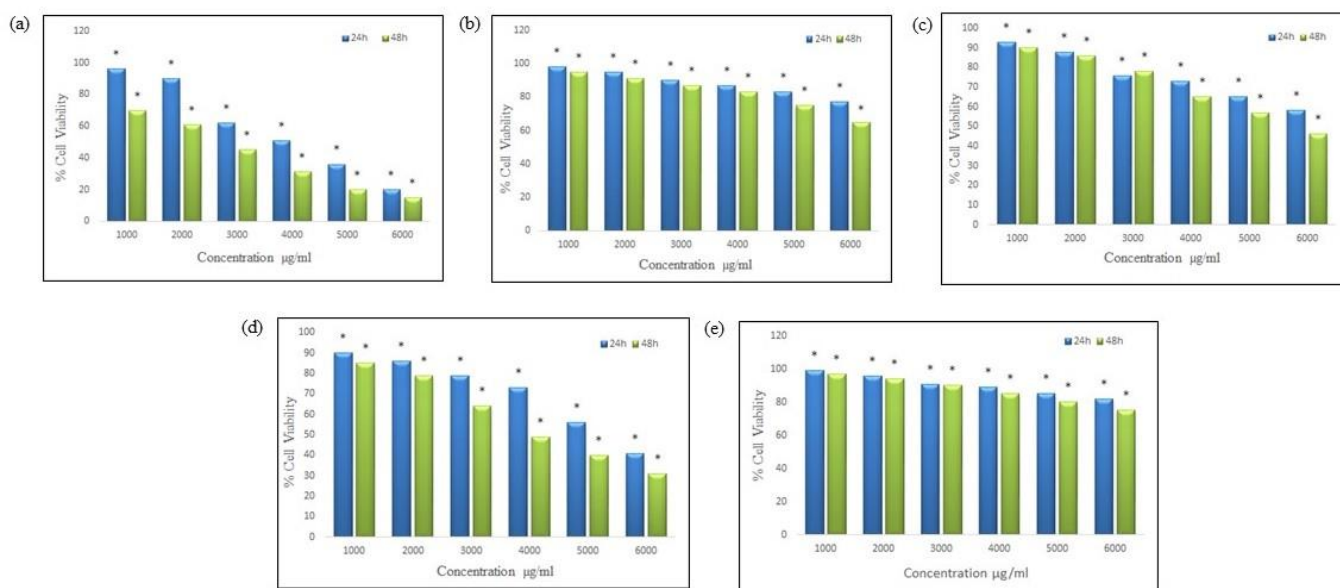 (a)
120
100
80
60
40
20
0
% Cell Viability
24h 48h
* * * * * * * * * * * *
1000 2000 3000 4000 5000 6000
Concentration µg/ml
(b)
120
100
80
60
40
20
0
% Cell Viability
24h 48h
* * * * * * * * * * * *
1000 2000 3000 4000 5000 6000
Concentration µg/ml
(c)
100
90
80
70
60
50
40
30
20
10
0
% Cell Viability
24h 48h
* * * * * * * * * * * *
1000 2000 3000 4000 5000 6000
Concentration µg/ml
(d)
100
90
80
70
60
50
40
30
20
10
0
% Cell Viability
24h 48h
* * * * * * * * * * * *
1000 2000 3000 4000 5000 6000
Concentration µg/ml
(e)
120
100
80
60
40
20
0
% Cell Viability
24h 48h
* * * * * * * * * * * *
1000 2000 3000 4000 5000 6000
Concentration µg/ml